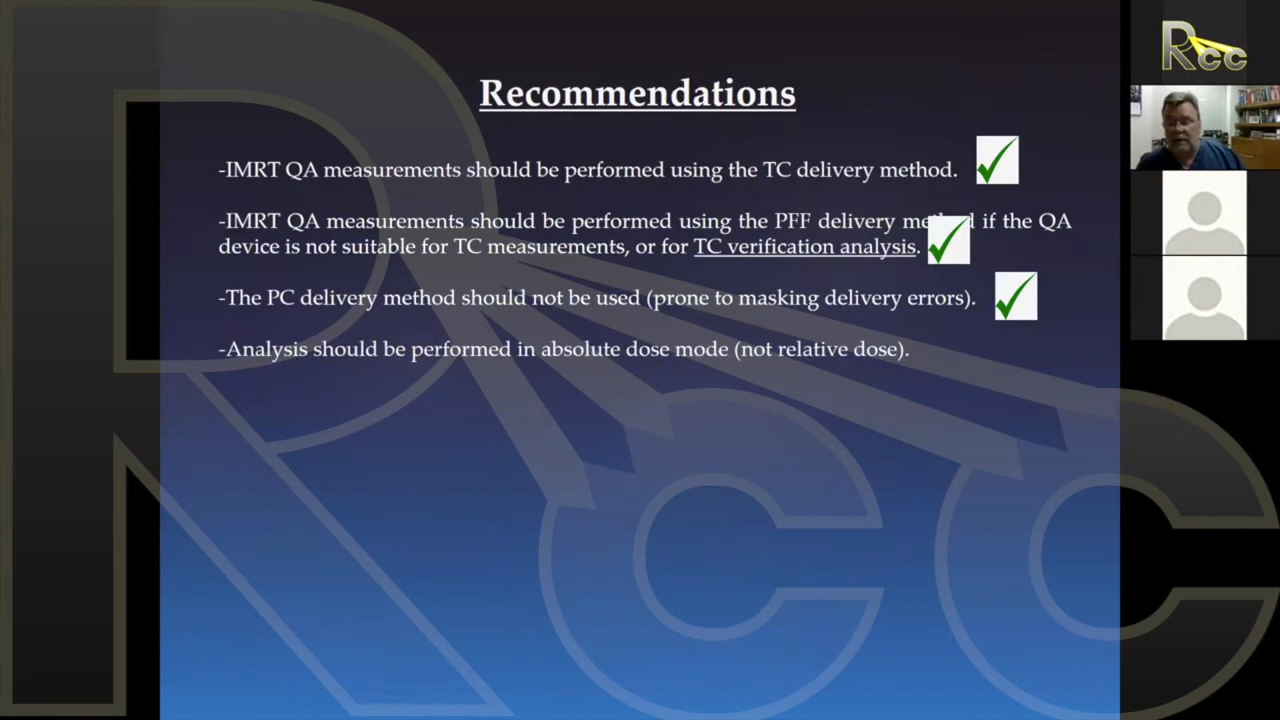 Recommendations
-IMRT QA measurements should be performed using the TC delivery method.
-IMRT QA measurements should be performed using the PFF delivery if the QA
device is not suitable for TC measurements, or for TC verification analysis.
-The PC delivery method should not be used (prone to masking delivery errors).
-Analysis should be performed in absolute dose mode (not relative dose).
Rcc
Rcc